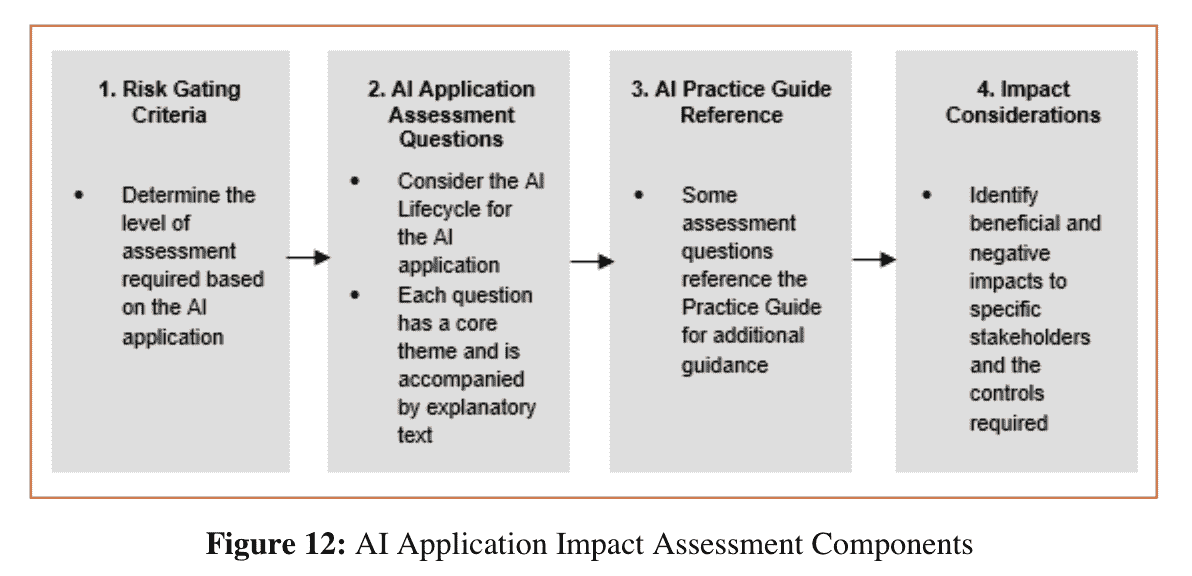 1. Risk Gating
Criteria
• Determine the
level of
assessment
required based
on the AI
application
2. AI Application
Assessment
Questions
• Consider the AI
Lifecycle for
the AI
application
• Each question
has a core
theme and is
accompanied
by explanatory
text
3. AI Practice Guide
Reference
• Some
assessment
questions
reference the
Practice Guide
for additional
guidance
4. Impact
Considerations
• Identify
beneficial and
negative
impacts to
specific
stakeholders
and the
controls
required
Figure 12: AI Application Impact Assessment Components